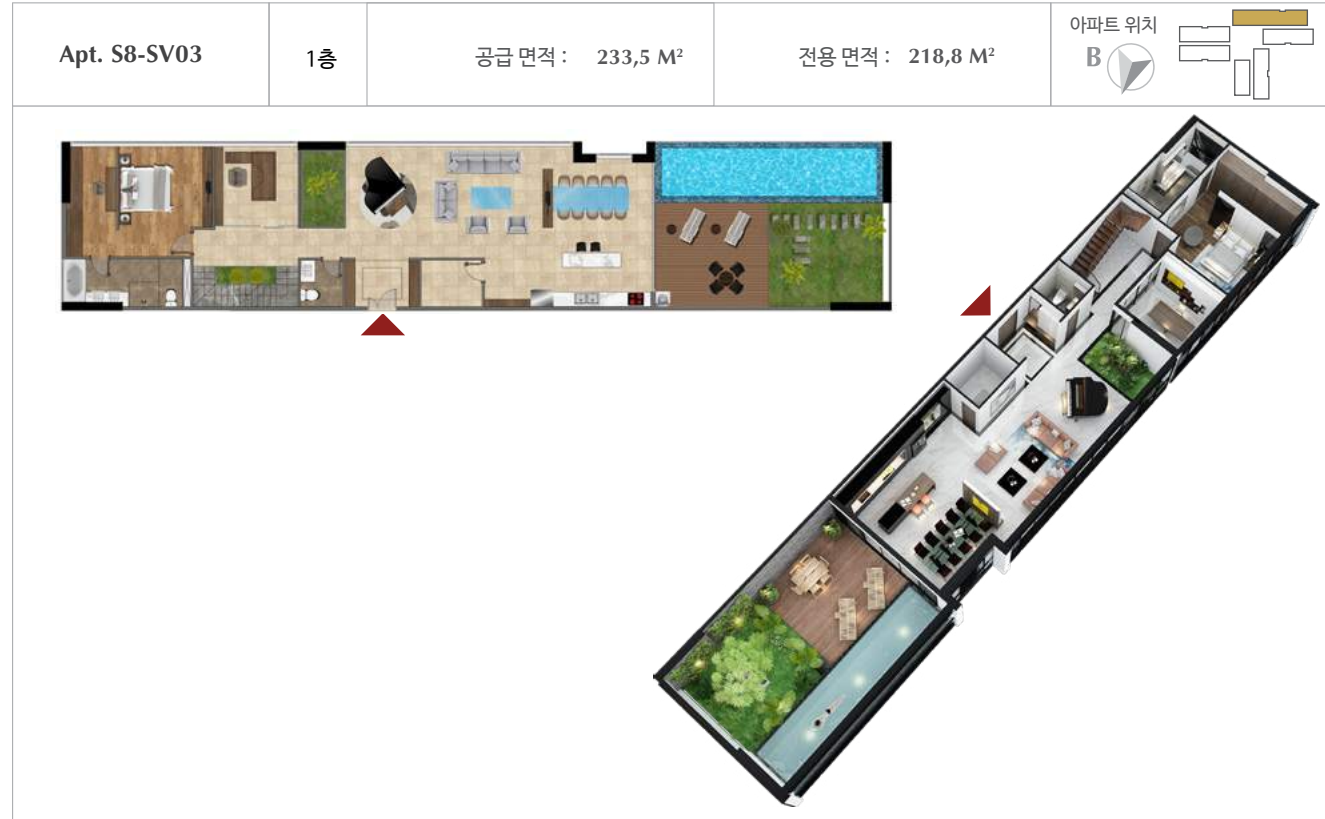 Apt. S8-SV03
1층
공급 면적 : 233,5 M²
전용 면적 : 218,8 M²
아파트 위치
B